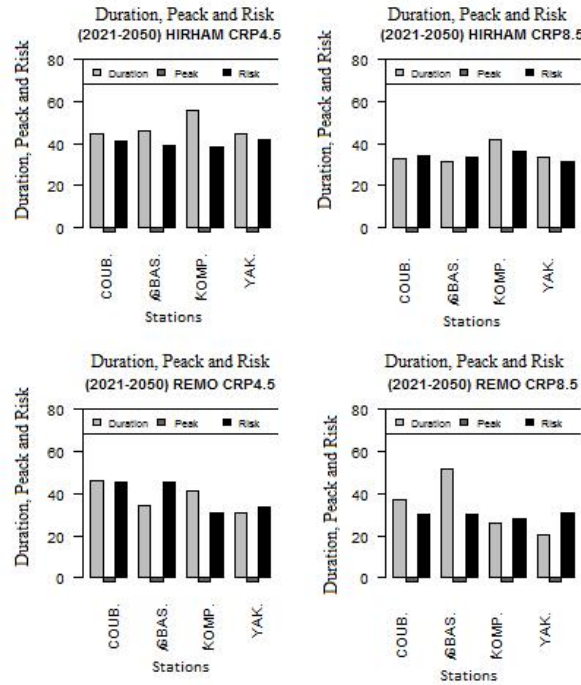 Duration, Peack and Risk
(2021-2050) HIRHAM CRP4.5
Duration, Peack and Risk
80
60
40
20
0
Duration Peak Risk
COUB.
GBAS.
KOMP.
YAK.
Stations
Duration, Peack and Risk
(2021-2050) HIRHAM CRP8.5
Duration, Peack and Risk
80
60
40
20
0
Duration Peak Risk
COUB.
GBAS.
KOMP.
YAK.
Stations
Duration, Peack and Risk
(2021-2050) REMO CRP4.5
Duration, Peack and Risk
80
60
40
20
0
Duration Peak Risk
COUB.
GBAS.
KOMP.
YAK.
Stations
Duration, Peack and Risk
(2021-2050) REMO CRP8.5
Duration, Peack and Risk
80
60
40
20
0
Duration Peak Risk
COUB.
GBAS.
KOMP.
YAK.
Stations